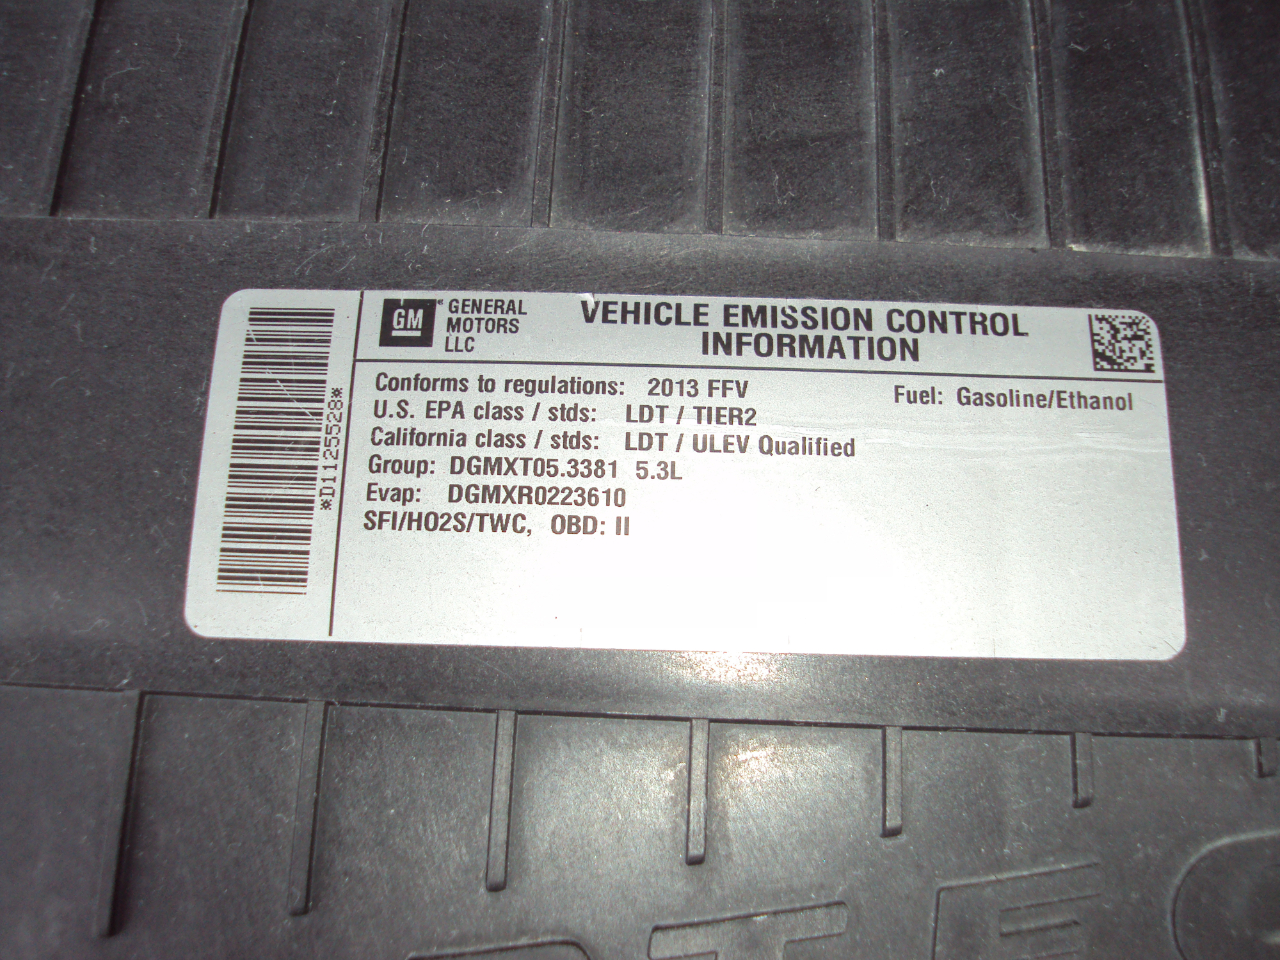 GM
GENERAL
MOTORS
LLC
VEHICLE EMISSION CONTROL
INFORMATION
Conforms to regulations: 2013 FFV
Fuel: Gasoline/Ethanol
U.S. EPA class / stds: LDT / TIER2
California class / stds: LDT / ULEV Qualified
Group: DGMXT05.3381 5.3L
Evap: DGMXR0223610
SFI/HO2S/TWC, OBD: II
*D1125528*